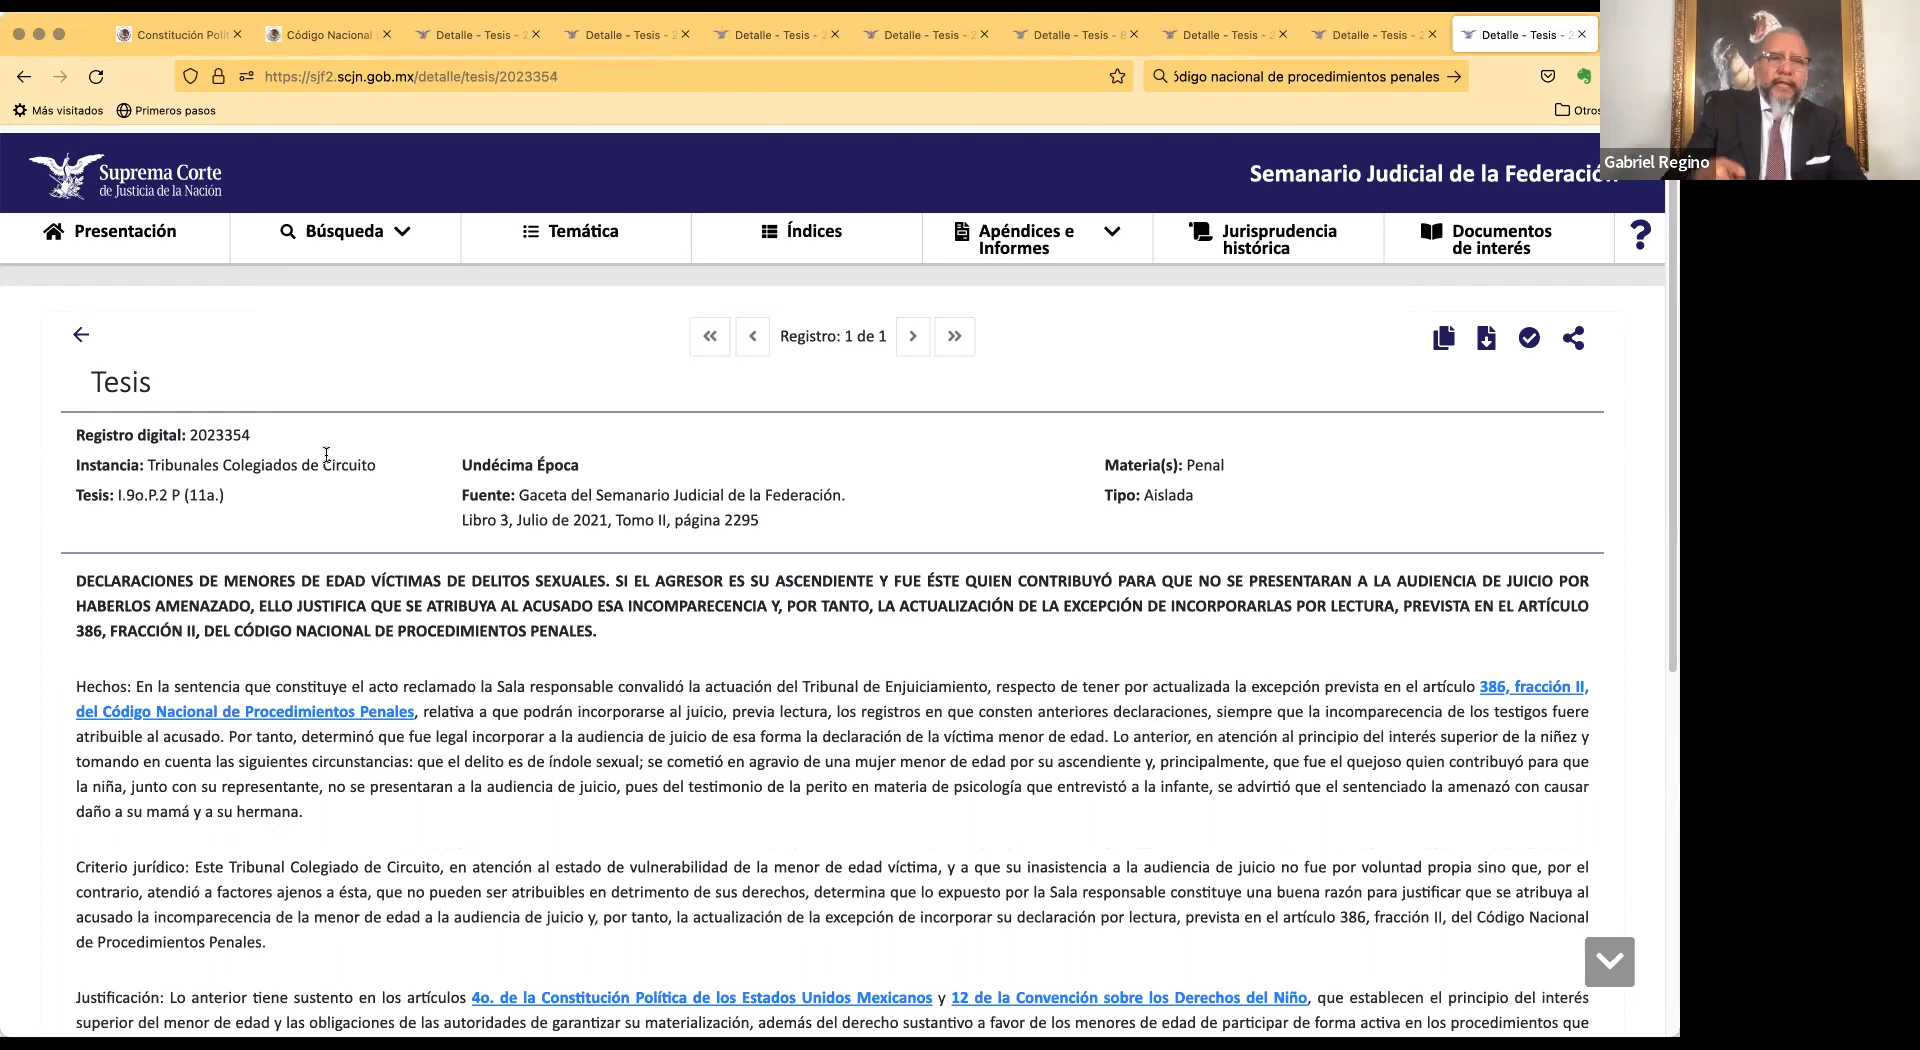 Constitución Polít
Código Nacional
Detalle - Tesis - 2
Detalle - Tesis - 2
Detalle - Tesis - 2
Detalle - Tesis - 2
Detalle - Tesis - 8
Detalle - Tesis - 2
Detalle - Tesis - 2
Detalle - Tesis - 2
https://sjf2.scjn.gob.mx/detalle/tesis/2023354
ódigo nacional de procedimientos penales
Más visitados
Primeros pasos
Otros
Gabriel Regino
Suprema Corte
de Justicia de la Nación
Semanario Judicial de la Federación
Presentación
Búsqueda
Temática
Índices
Apéndices e
Informes
Jurisprudencia
histórica
Documentos
de interés
?
Registro: 1 de 1
Tesis
Registro digital: 2023354
Instancia: Tribunales Colegiados de Circuito
Undécima Época
Materia(s): Penal
Tesis: I.9o.P.2 P (11a.)
Fuente: Gaceta del Semanario Judicial de la Federación.
Tipo: Aislada
Libro 3, Julio de 2021, Tomo II, página 2295
DECLARACIONES DE MENORES DE EDAD VÍCTIMAS DE DELITOS SEXUALES. SI EL AGRESOR ES SU ASCENDIENTE Y FUE ÉSTE QUIEN CONTRIBUYÓ PARA QUE NO SE PRESENTARAN A LA AUDIENCIA DE JUICIO POR
HABERLOS AMENAZADO, ELLO JUSTIFICA QUE SE ATRIBUYA AL ACUSADO ESA INCOMPARECENCIA Y, POR TANTO, LA ACTUALIZACIÓN DE LA EXCEPCIÓN DE INCORPORARLAS POR LECTURA, PREVISTA EN EL ARTÍCULO
386, FRACCIÓN II, DEL CÓDIGO NACIONAL DE PROCEDIMIENTOS PENALES.
Hechos: En la sentencia que constituye el acto reclamado la Sala responsable convalidó la actuación del Tribunal de Enjuiciamiento, respecto de tener por actualizada la excepción prevista en el artículo 386, fracción II,
del Código Nacional de Procedimientos Penales, relativa a que podrán incorporarse al juicio, previa lectura, los registros en que consten anteriores declaraciones, siempre que la incomparecencia de los testigos fuere
atribuible al acusado. Por tanto, determinó que fue legal incorporar a la audiencia de juicio de esa forma la declaración de la víctima menor de edad. Lo anterior, en atención al principio del interés superior de la niñez y
tomando en cuenta las siguientes circunstancias: que el delito es de índole sexual; se cometió en agravio de una mujer menor de edad por su ascendiente y, principalmente, que fue el quejoso quien contribuyó para que
la niña, junto con su representante, no se presentaran a la audiencia de juicio, pues del testimonio de la perito en materia de psicología que entrevistó a la infante, se advirtió que el sentenciado la amenazó con causar
daño a su mamá y a su hermana.
Criterio jurídico: Este Tribunal Colegiado de Circuito, en atención al estado de vulnerabilidad de la menor de edad víctima, y a que su inasistencia a la audiencia de juicio no fue por voluntad propia sino que, por el
contrario, atendió a factores ajenos a ésta, que no pueden ser atribuibles en detrimento de sus derechos, determina que lo expuesto por la Sala responsable constituye una buena razón para justificar que se atribuya al
acusado la incomparecencia de la menor de edad a la audiencia de juicio y, por tanto, la actualización de la excepción de incorporar su declaración por lectura, prevista en el artículo 386, fracción II, del Código Nacional
de Procedimientos Penales.
Justificación: Lo anterior tiene sustento en los artículos 4o. de la Constitución Política de los Estados Unidos Mexicanos y 12 de la Convención sobre los Derechos del Niño, que establecen el principio del interés
superior del menor de edad y las obligaciones de las autoridades de garantizar su materialización, además del derecho sustantivo a favor de los menores de edad de participar de forma activa en los procedimientos que